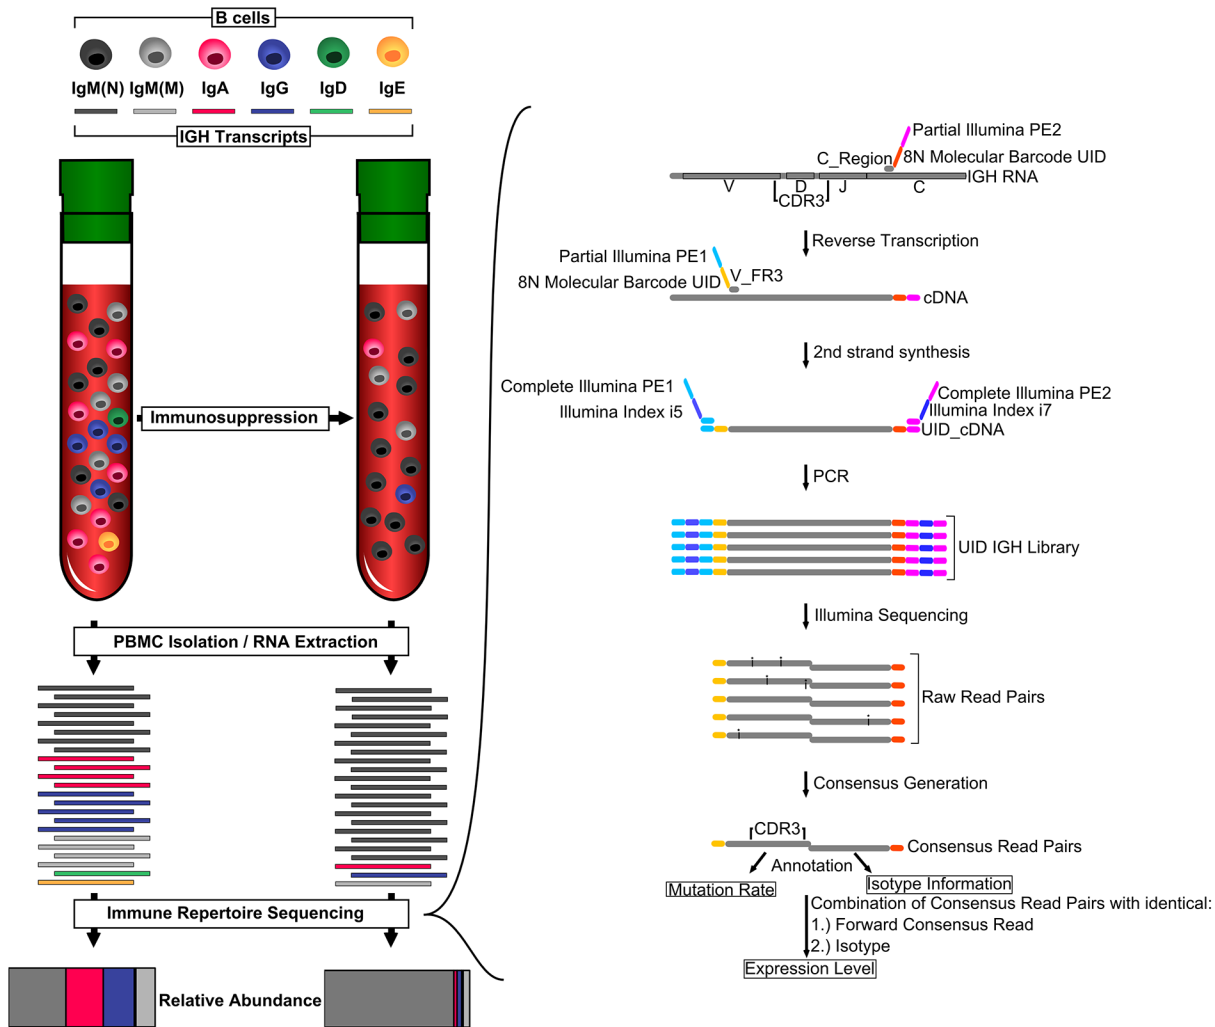 B cells
IgM(N) IgM(M) IgA IgG IgD IgE
IGH Transcripts
Immunosuppression
PBMC Isolation / RNA Extraction
Immune Repertoire Sequencing
Relative Abundance
Partial Illumina PE2
C_Region 8N Molecular Barcode UID
IGH RNA
V D J C
CDR3
Reverse Transcription
Partial Illumina PE1
8N Molecular Barcode UID V_FR3
cDNA
2nd strand synthesis
Complete Illumina PE1 Complete Illumina PE2
Illumina Index i5 Illumina Index i7
UID_cDNA
PCR
UID IGH Library
Illumina Sequencing
i i
i i
Raw Read Pairs
i
i
Consensus Generation
CDR3
Consensus Read Pairs
Annotation
Mutation Rate Isotype Information
Combination of Consensus Read Pairs with identical:
1.) Forward Consensus Read
2.) Isotype
Expression Level